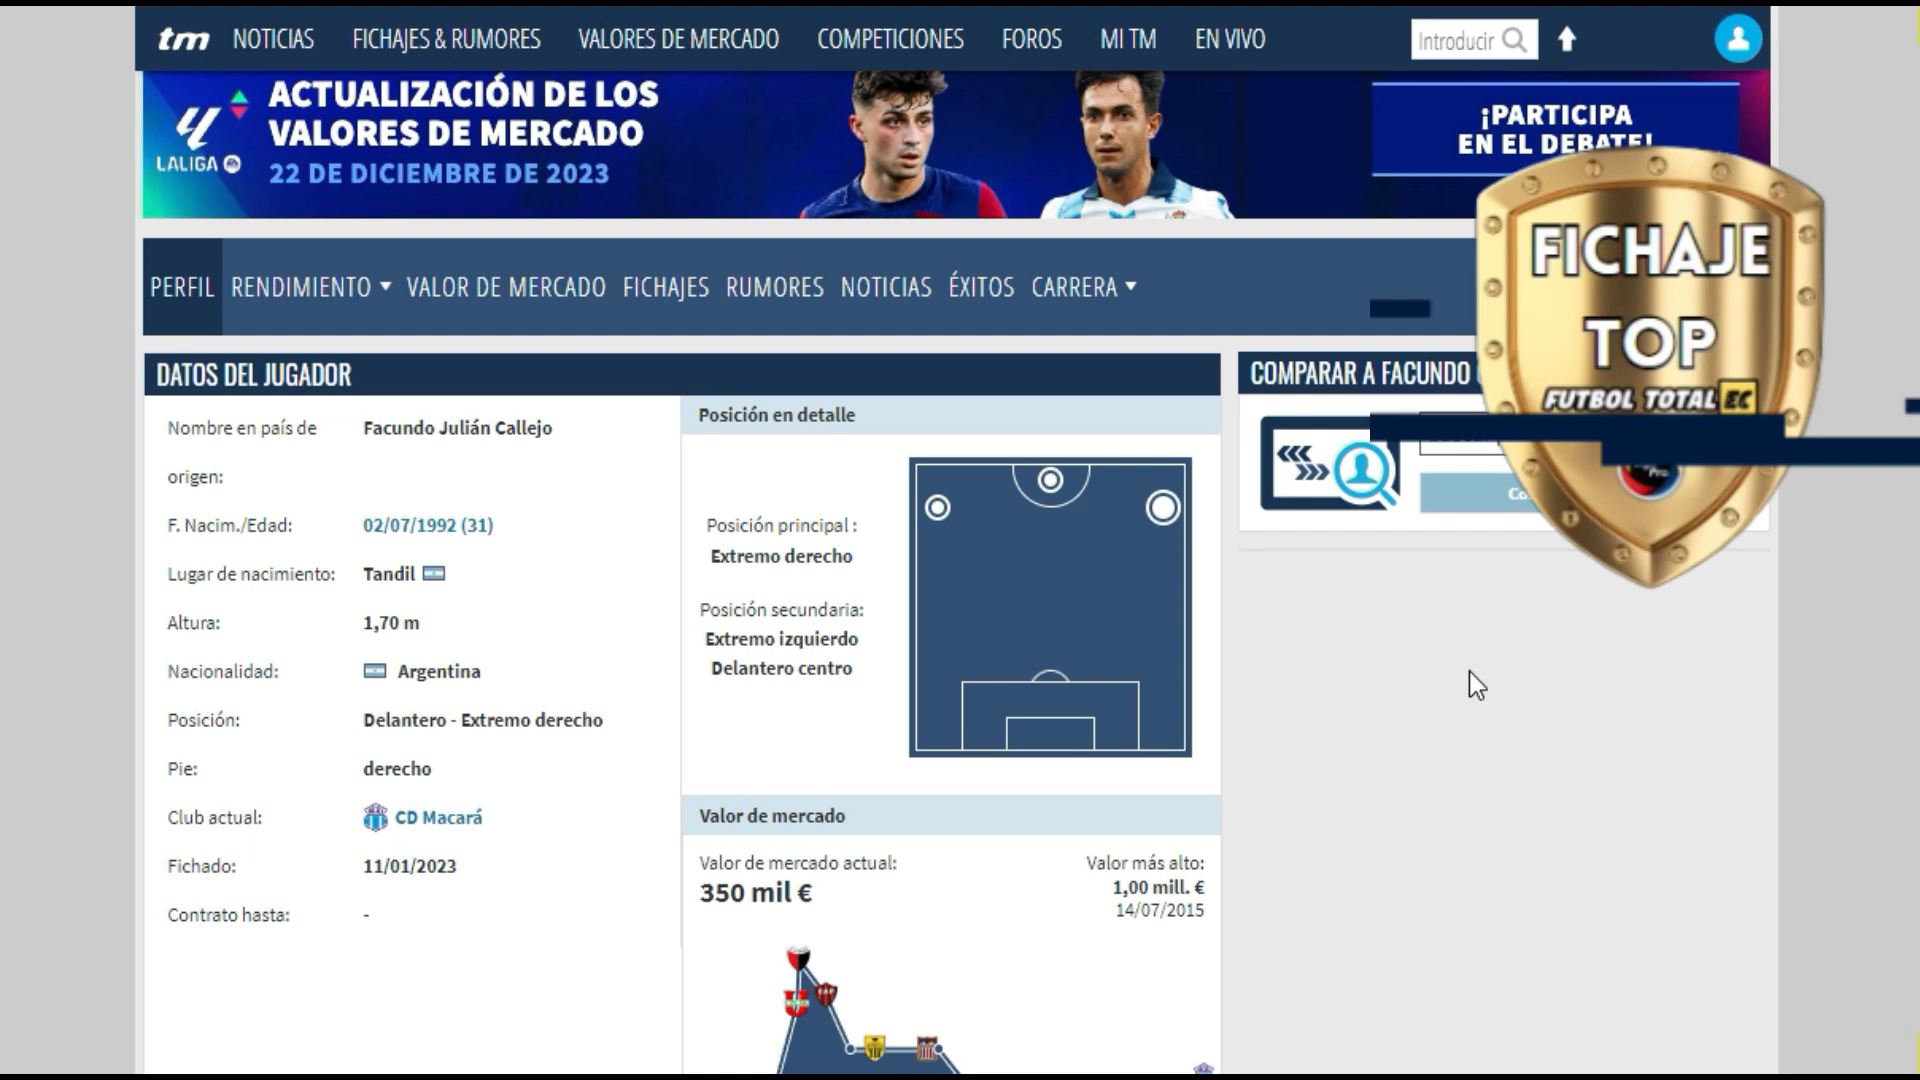 tm NOTICIAS FICHAJES & RUMORES VALORES DE MERCADO COMPETICIONES FOROS MI TM EN VIVO Introducir
ACTUALIZACIÓN DE LOS
VALORES DE MERCADO
22 DE DICIEMBRE DE 2023
LALIGA
¡PARTICIPA
EN EL DEBATE!
PERFIL RENDIMIENTO VALOR DE MERCADO FICHAJES RUMORES NOTICIAS ÉXITOS CARRERA
FICHAJE
TOP
FUTBOL TOTAL EC
DATOS DEL JUGADOR
Nombre en país de origen: Facundo Julián Callejo
F. Nacim./Edad: 02/07/1992 (31)
Lugar de nacimiento: Tandil
Altura: 1,70 m
Nacionalidad: Argentina
Posición: Delantero - Extremo derecho
Pie: derecho
Club actual: CD Macará
Fichado: 11/01/2023
Contrato hasta: -
Posición en detalle
Posición principal :
Extremo derecho
Posición secundaria:
Extremo izquierdo
Delantero centro
Valor de mercado
Valor de mercado actual:
350 mil €
Valor más alto:
1,00 mill. €
14/07/2015
COMPARAR A FACUNDO